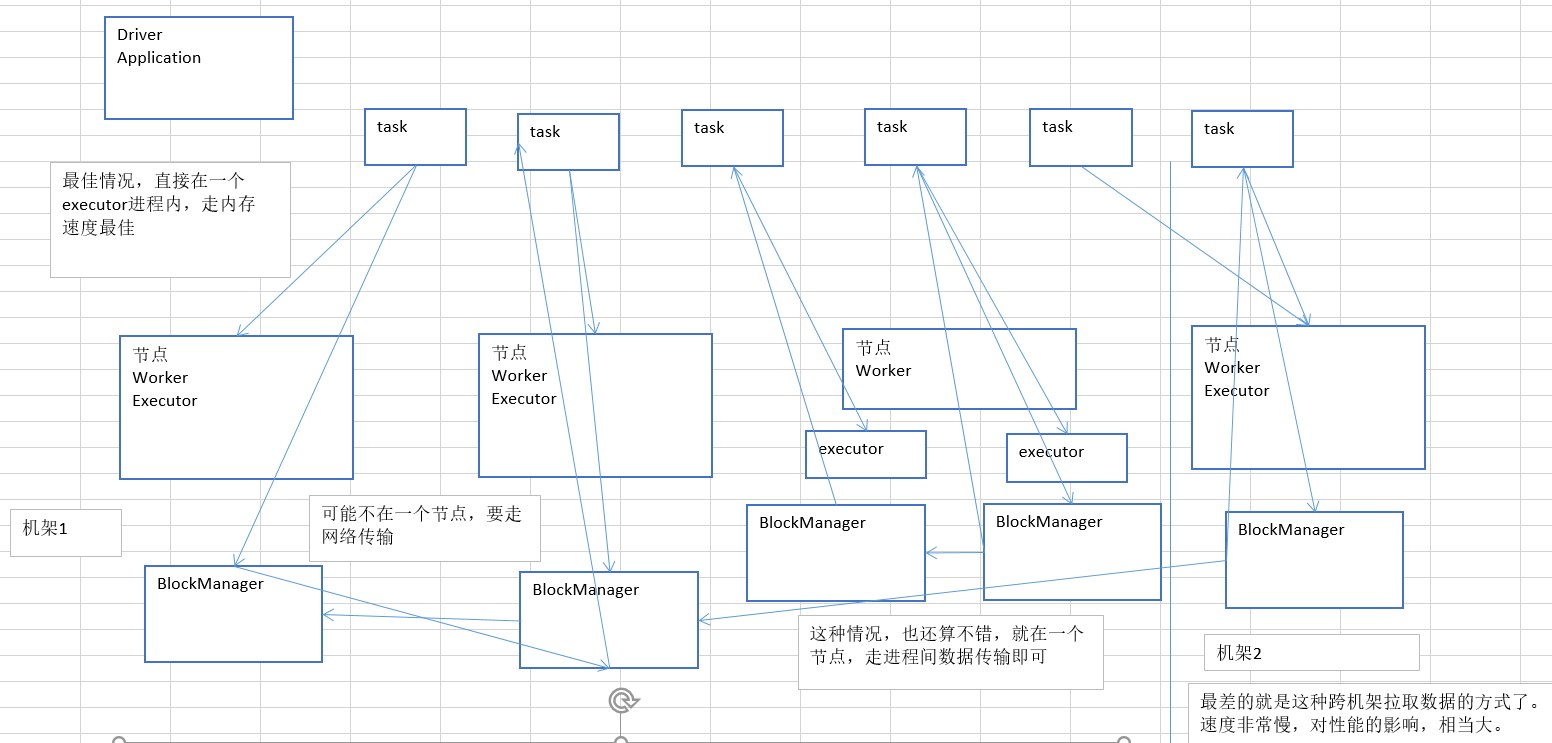 Driver
Application
task
task
task
task
task
task
最佳情况，直接在一个
executor进程内，走内存
速度最佳
节点
Worker
Executor
节点
Worker
Executor
节点
Worker
节点
Worker
Executor
executor
executor
机架1
可能不在一个节点，要走
网络传输
BlockManager
BlockManager
BlockManager
BlockManager
BlockManager
这种情况，也还算不错，就在一个
节点，走进程间数据传输即可
机架2
最差的就是这种跨机架拉取数据的方式了。
速度非常慢，对性能的影响，相当大。